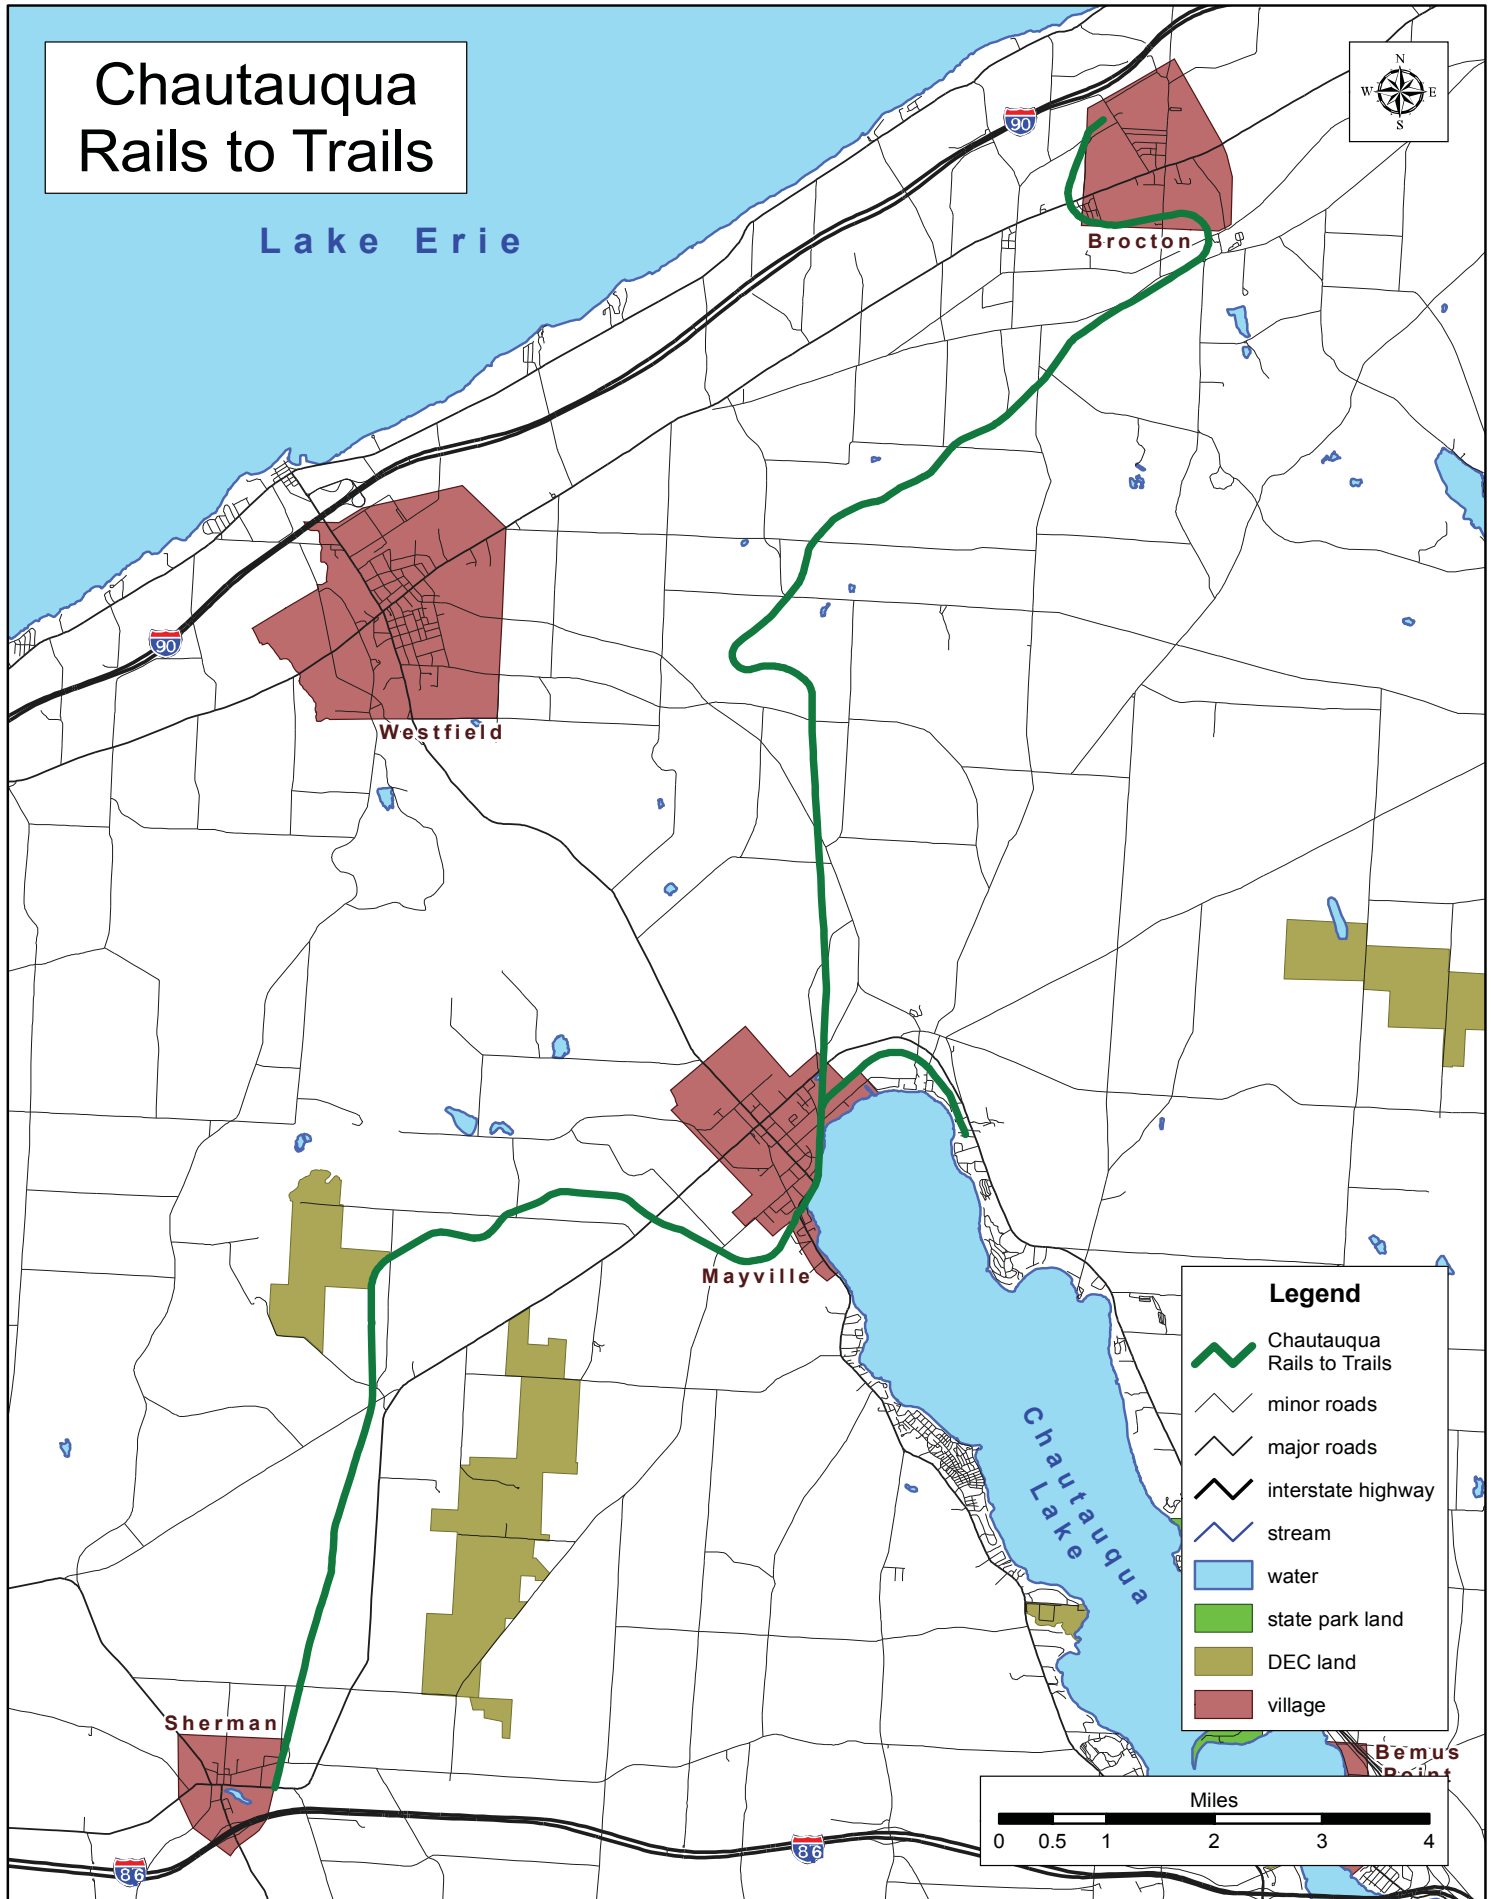 Chautauqua
Rails to Trails
N
W E
S
90
Lake Erie
Brocton
90
Westfield
Mayville
Chautauqua
Lake
Legend
Chautauqua
Rails to Trails
minor roads
major roads
interstate highway
stream
water
state park land
DEC land
village
Sherman
Bemus
Point
Miles
0 0.5 1 2 3 4
86
86